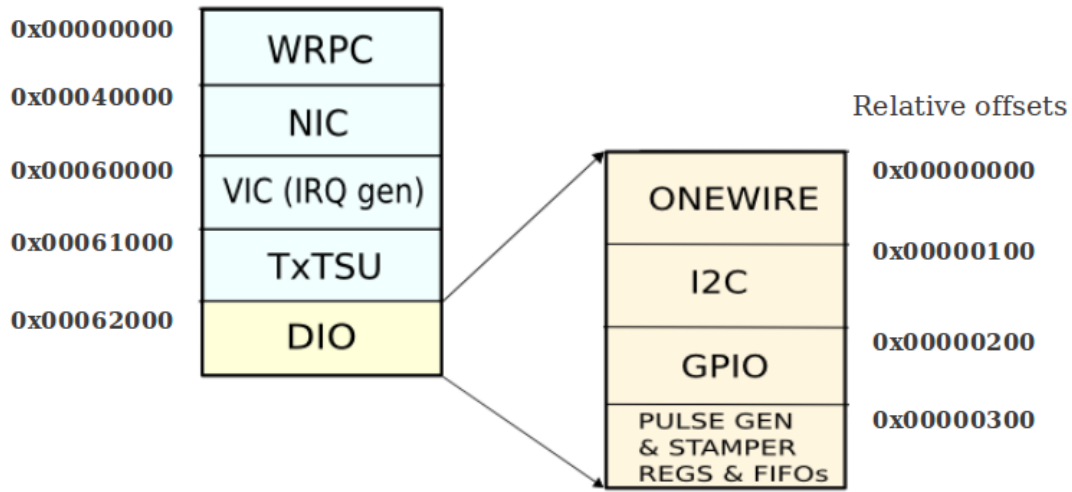 0x00000000
WRPC
0x00040000
NIC
0x00060000
VIC (IRQ gen)
0x00061000
TxTSU
0x00062000
DIO
Relative offsets
0x00000000
ONEWIRE
0x00000100
I2C
0x00000200
GPIO
0x00000300
PULSE GEN
& STAMPER
REGS & FIFOs